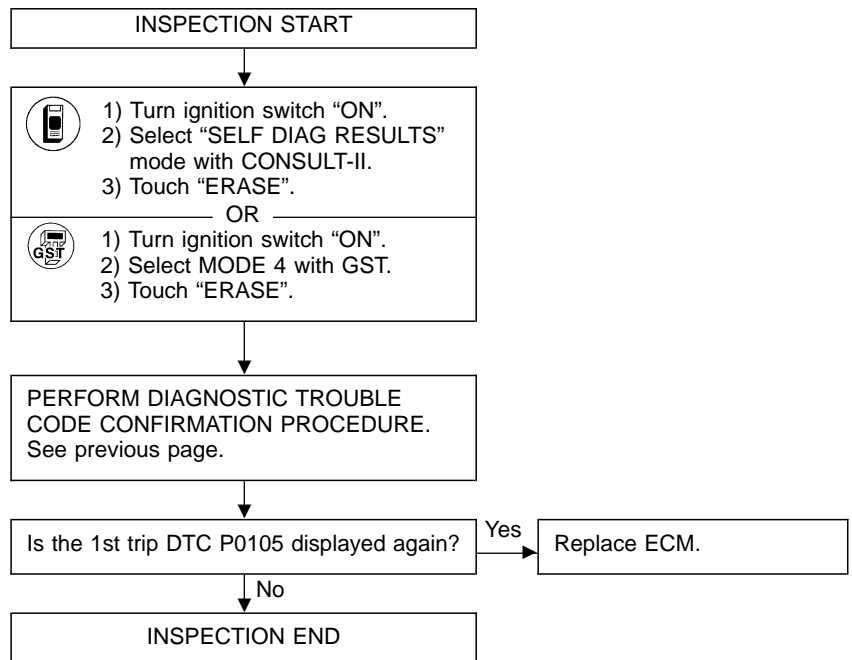 INSPECTION START
1) Turn ignition switch “ON”.
2) Select “SELF DIAG RESULTS”
mode with CONSULT-II.
3) Touch “ERASE”.
OR
GST
1) Turn ignition switch “ON”.
2) Select MODE 4 with GST.
3) Touch “ERASE”.
PERFORM DIAGNOSTIC TROUBLE
CODE CONFIRMATION PROCEDURE.
See previous page.
Is the 1st trip DTC P0105 displayed again?
Yes
Replace ECM.
No
INSPECTION END